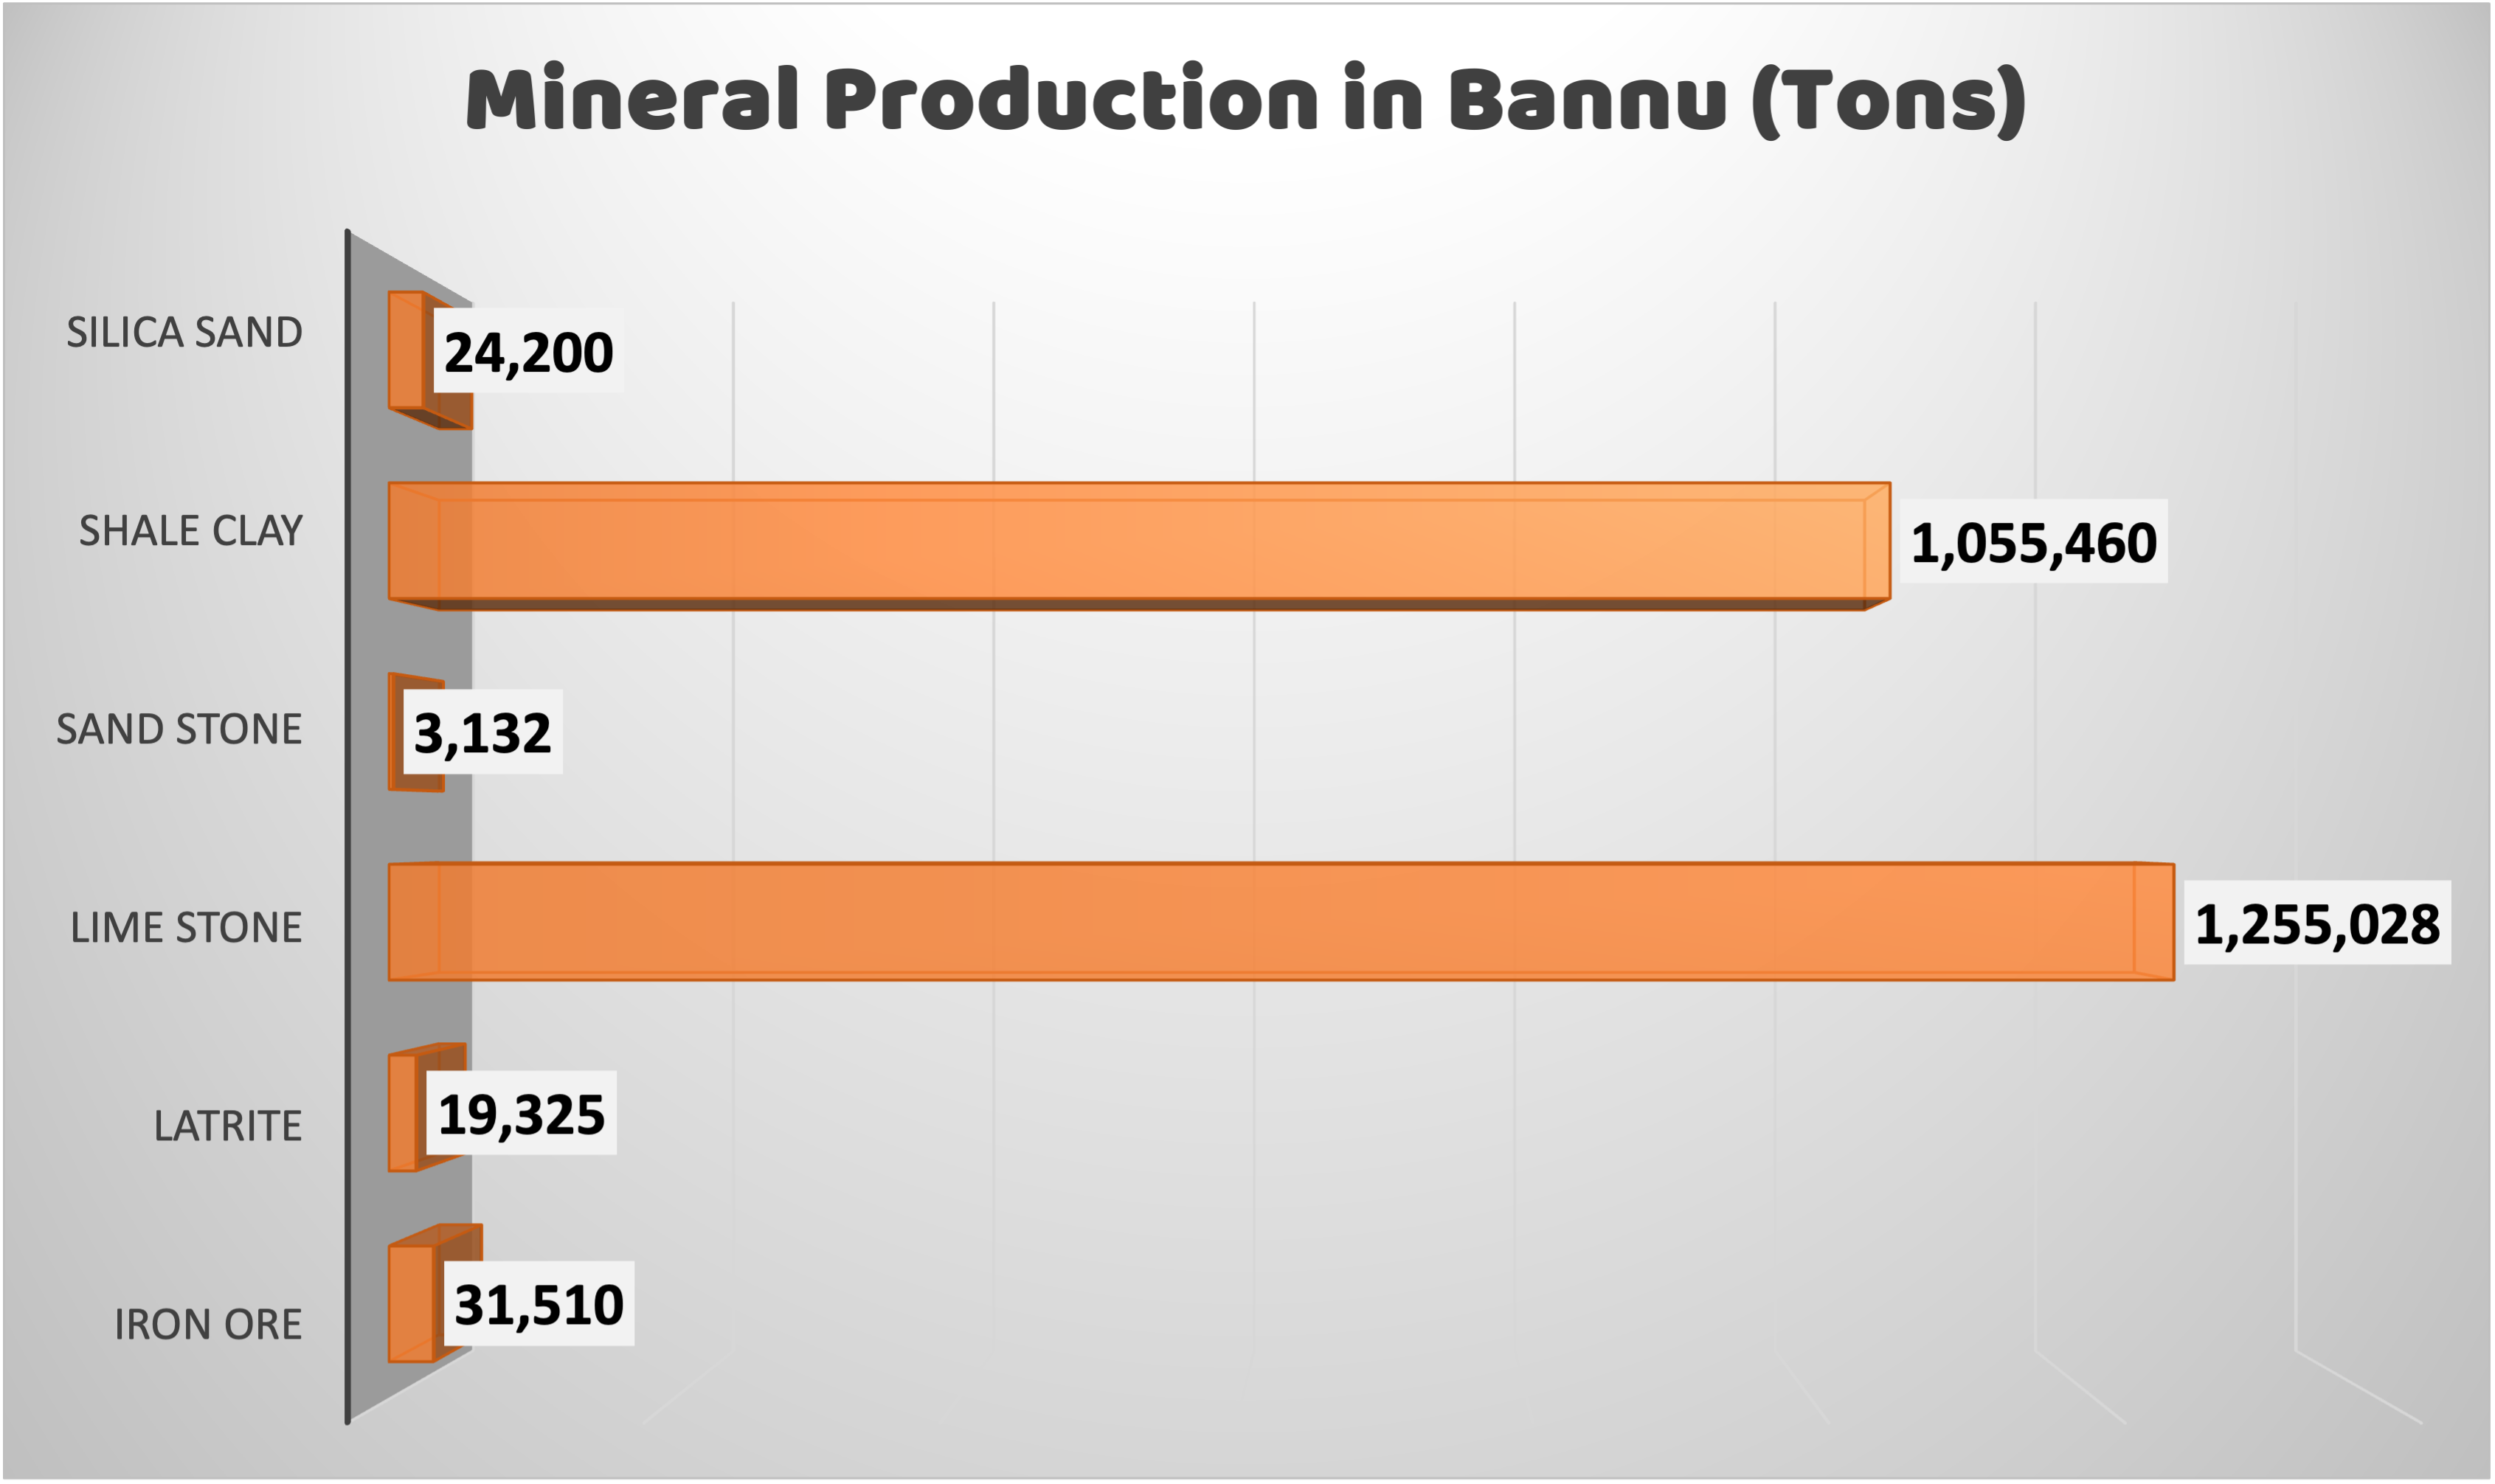 Mineral Production in Bannu (Tons)
SILICA SAND
24,200
SHALE CLAY
1,055,460
SAND STONE
3,132
LIME STONE
1,255,028
LATRITE
19,325
IRON ORE
31,510